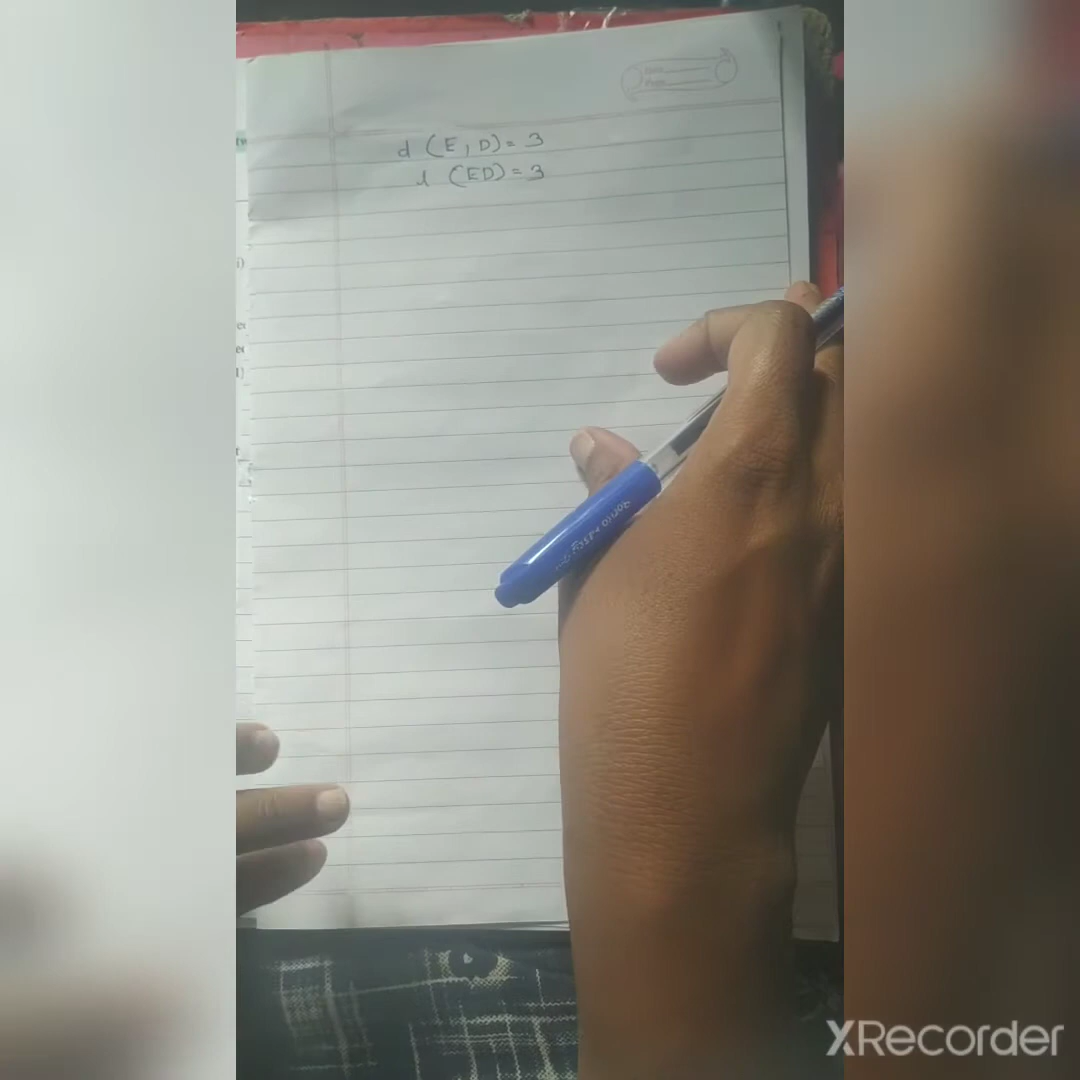 d (E, D) = 3
l (ED) = 3
XRecorder